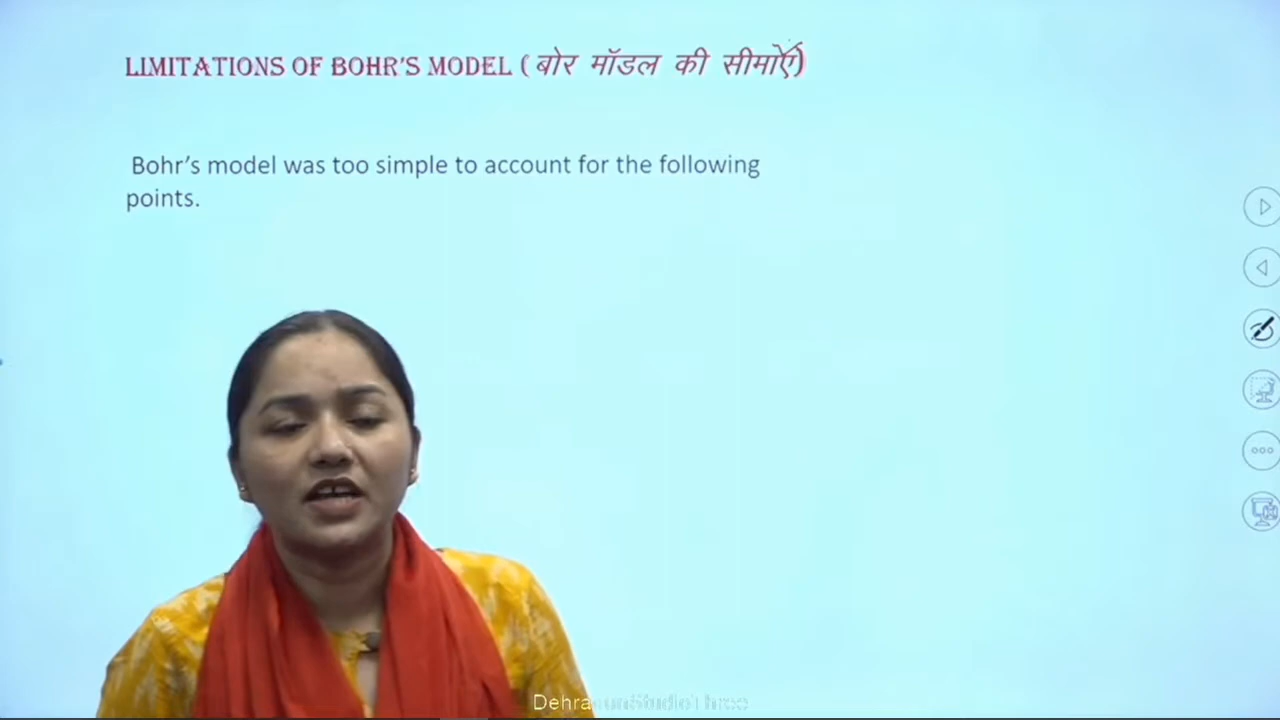 LIMITATIONS OF BOHR'S MODEL ( बोर मॉडल की सीमाऐं)
Bohr's model was too simple to account for the following
points.